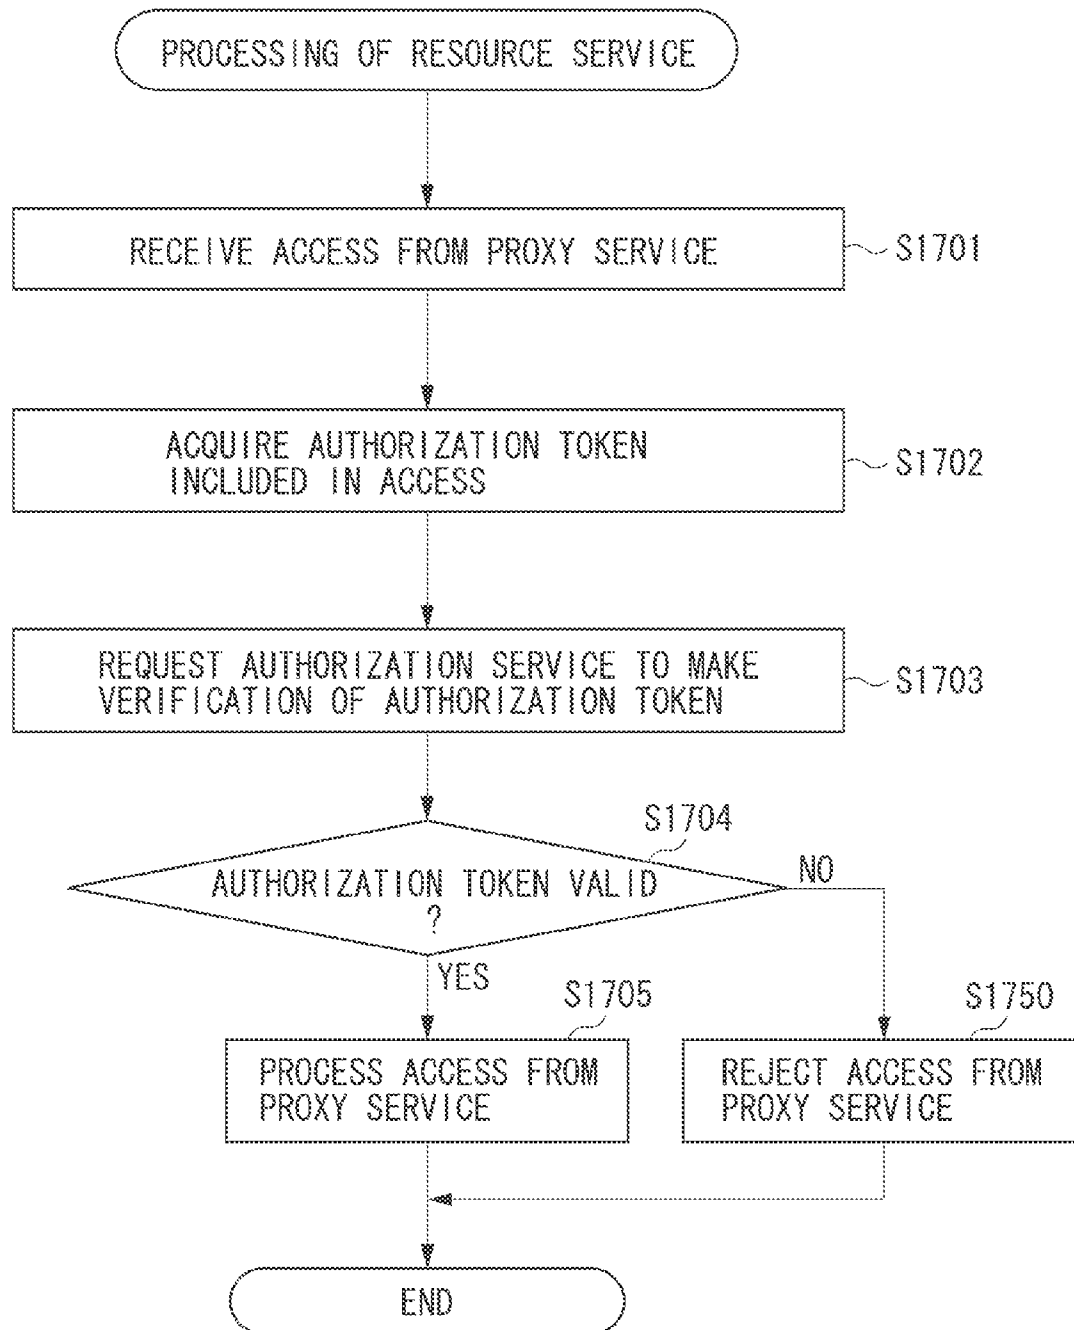 PROCESSING OF RESOURCE SERVICE
RECEIVE ACCESS FROM PROXY SERVICE
S1701
ACQUIRE AUTHORIZATION TOKEN
INCLUDED IN ACCESS
S1702
REQUEST AUTHORIZATION SERVICE TO MAKE
VERIFICATION OF AUTHORIZATION TOKEN
S1703
S1704
AUTHORIZATION TOKEN VALID
?
NO
YES
S1705
PROCESS ACCESS FROM
PROXY SERVICE
S1750
REJECT ACCESS FROM
PROXY SERVICE
END